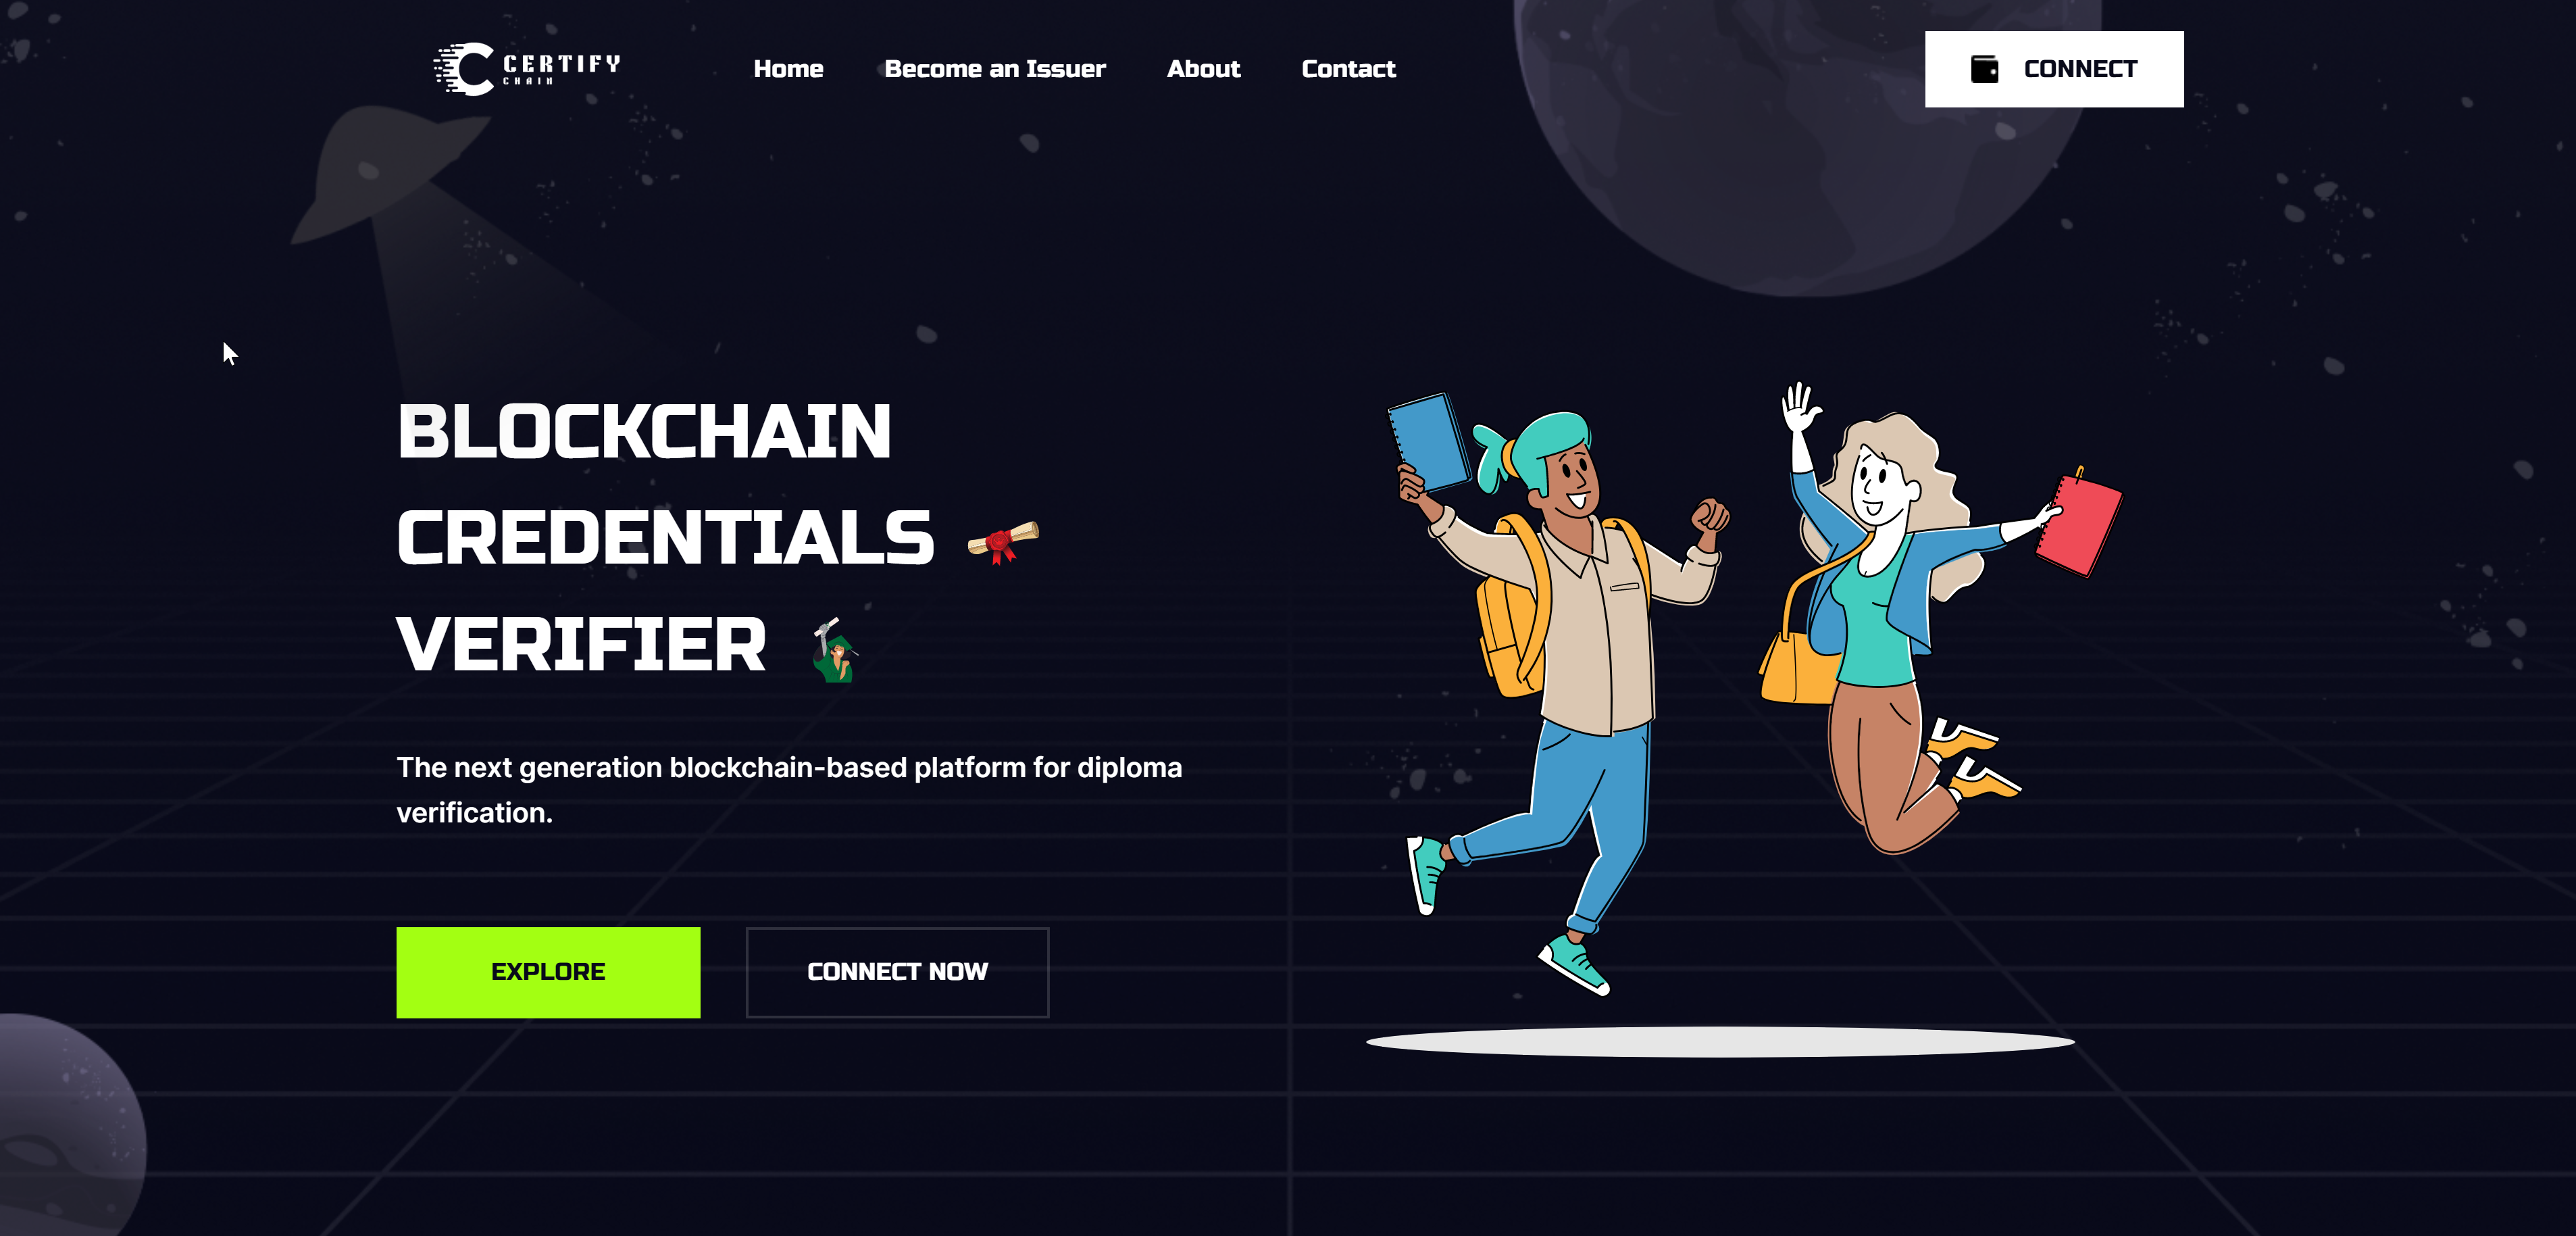 CERTIFY
CHAIN
Home Become an Issuer About Contact
CONNECT
BLOCKCHAIN
CREDENTIALS
VERIFIER
The next generation blockchain-based platform for diploma
verification.
EXPLORE CONNECT NOW